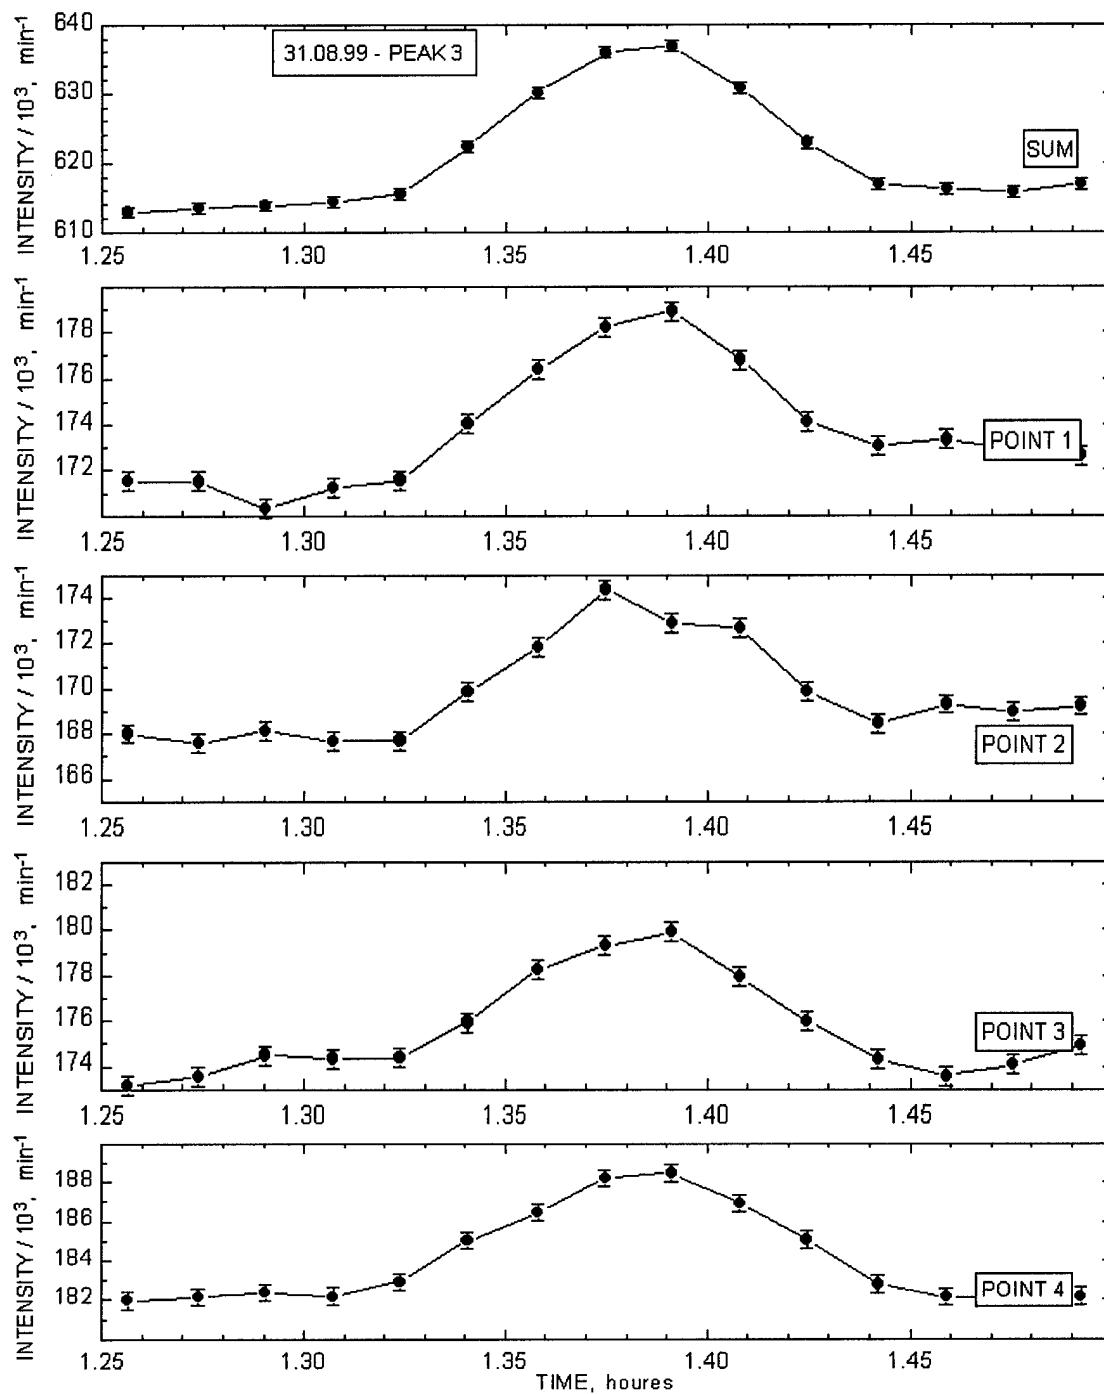 INTENSITY / 10³, min⁻¹
640
630
620
610
31.08.99 - PEAK 3
SUM
1.25 1.30 1.35 1.40 1.45
INTENSITY / 10³, min⁻¹
178
176
174
172
POINT 1
1.25 1.30 1.35 1.40 1.45
INTENSITY / 10³, min⁻¹
174
172
170
168
166
POINT 2
1.25 1.30 1.35 1.40 1.45
INTENSITY / 10³, min⁻¹
182
180
178
176
174
POINT 3
1.25 1.30 1.35 1.40 1.45
INTENSITY / 10³, min⁻¹
188
186
184
182
POINT 4
1.25 1.30 1.35 1.40 1.45
TIME, houres